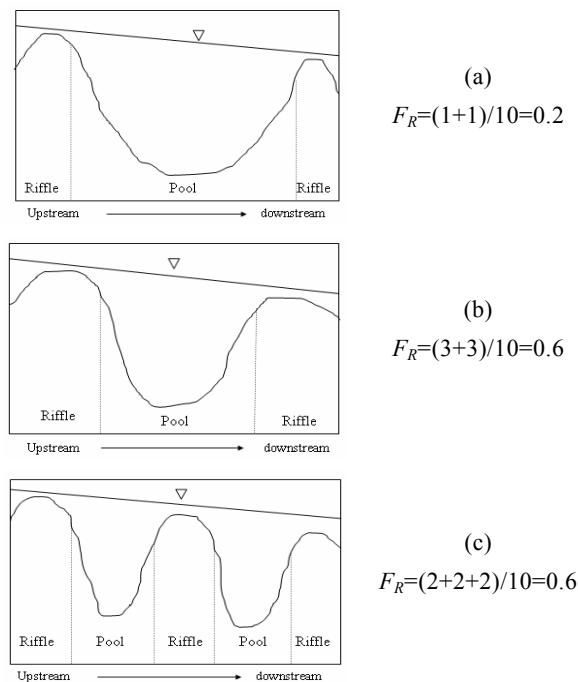 Riffle Pool Riffle
Upstream downstream
(a)
F_R=(1+1)/10=0.2
Riffle Pool Riffle
Upstream downstream
(b)
F_R=(3+3)/10=0.6
Riffle Pool Riffle Pool Riffle
Upstream downstream
(c)
F_R=(2+2+2)/10=0.6